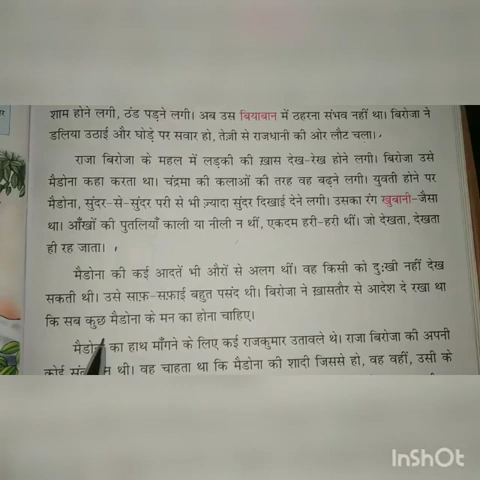 शाम होने लगी, ठंड पड़ने लगी। अब उस बियाबान में ठहरना संभव नहीं था। बिरोजा ने
डलिया उठाई और घोड़े पर सवार हो, तेज़ी से राजधानी की ओर लौट चला।
राजा बिरोजा के महल में लड़की की ख़ास देख-रेख होने लगी। बिरोजा उसे
मैडोना कहा करता था। चंद्रमा की कलाओं की तरह वह बढ़ने लगी। युवती होने पर
मैडोना, सुंदर-से-सुंदर परी से भी ज़्यादा सुंदर दिखाई देने लगी। उसका रंग खुबानी-जैसा
था। आँखों की पुतलियाँ काली या नीली न थीं, एकदम हरी-हरी थीं। जो देखता, देखता
ही रह जाता।
मैडोना की कई आदतें भी औरों से अलग थीं। वह किसी को दुःखी नहीं देख
सकती थी। उसे साफ़-सफ़ाई बहुत पसंद थी। बिरोजा ने ख़ासतौर से आदेश दे रखा था
कि सब कुछ मैडोना के मन का होना चाहिए।
मैडोना का हाथ माँगने के लिए कई राजकुमार उतावले थे। राजा बिरोजा की अपनी
कोई न थी। वह चाहता था कि मैडोना की शादी जिससे हो, वह वहीं, उसी के
InShOt